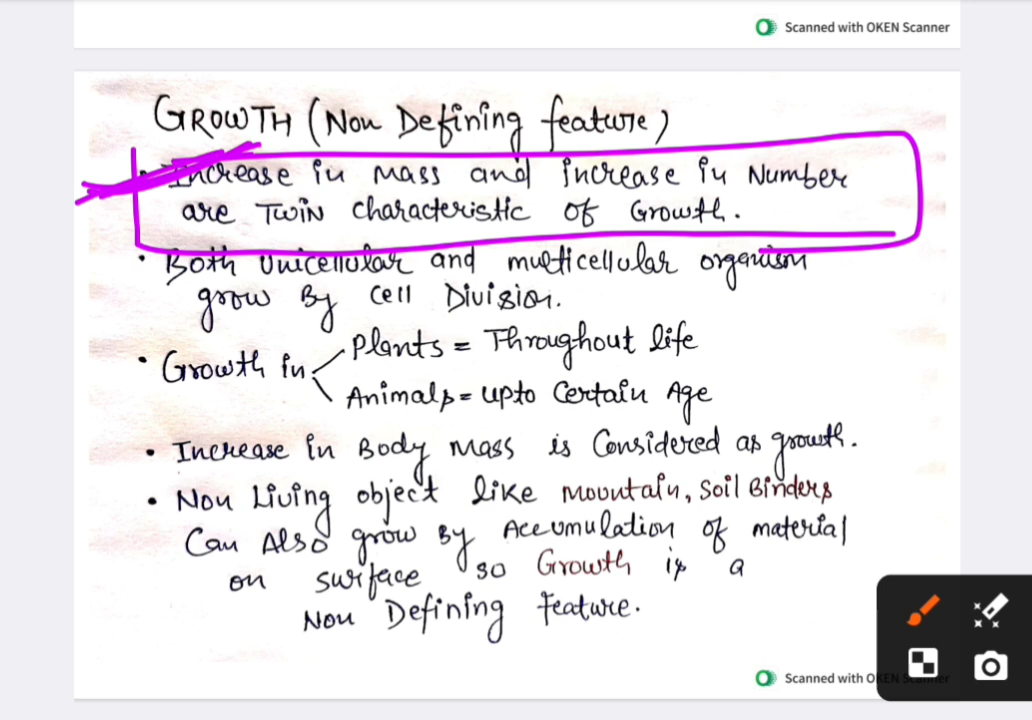 Scanned with OKEN Scanner
GROWTH (Non Defining feature)
• Increase in Mass and increase in Number
are Twin characteristic of Growth.
• Both Unicellular and multicellular organism
grow By Cell Division.
• Growth in Plants = Throughout life
Animals = upto Certain Age
• Increase in Body Mass is Considered as growth.
• Non Living object like Mountain, Soil Binders
Can Also grow By Accumulation of material
on surface so Growth is a
Non Defining feature.
Scanned with OKEN Scanner